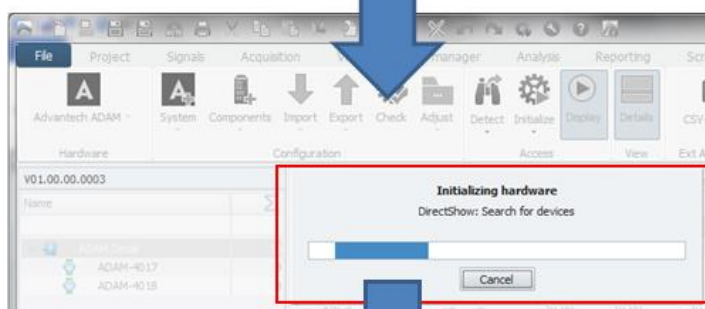 File Project Signals Acquisition manager Analysis Reporting
A A
Advantech ADAM System Components Import Export Check Adjust Detect Initialize Display Details
Hardware Configuration Access View
V01.00.00.0003
Name
Initializing hardware
DirectShow: Search for devices
ADAM-4017
ADAM-4018
Cancel